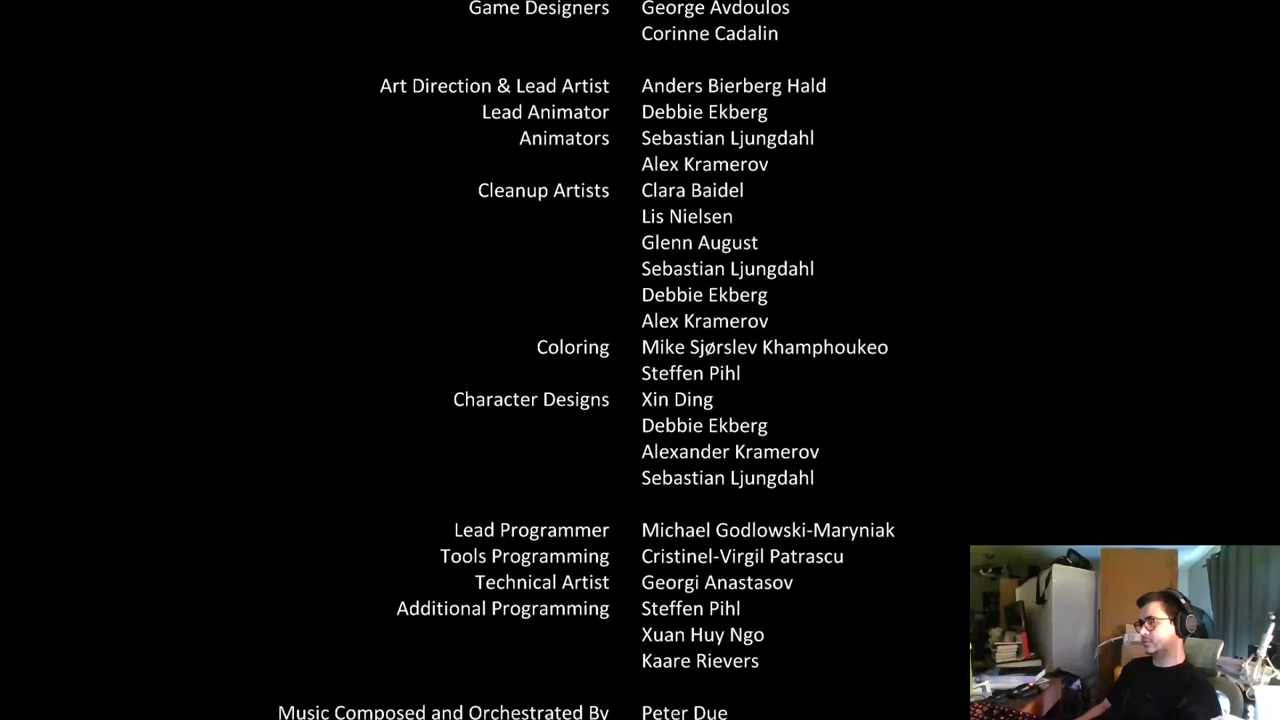 Game Designers George Avdoulos
Corinne Cadalin
Art Direction & Lead Artist Anders Bierberg Hald
Lead Animator Debbie Ekberg
Animators Sebastian Ljungdahl
Alex Kramerov
Cleanup Artists Clara Baidel
Lis Nielsen
Glenn August
Sebastian Ljungdahl
Debbie Ekberg
Alex Kramerov
Coloring Mike Sjørslev Khamphoukeo
Steffen Pihl
Character Designs Xin Ding
Debbie Ekberg
Alexander Kramerov
Sebastian Ljungdahl
Lead Programmer Michael Godlowski-Maryniak
Tools Programming Cristinel-Virgil Patrascu
Technical Artist Georgi Anastasov
Additional Programming Steffen Pihl
Xuan Huy Ngo
Kaare Rievers
Music Composed and Orchestrated By Peter Due